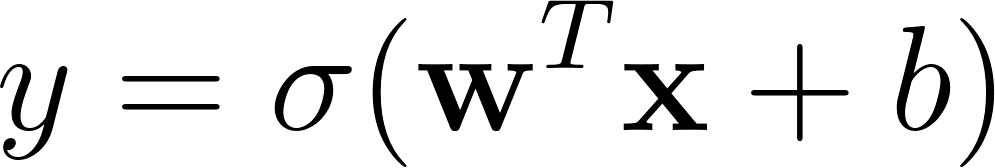 y = σ(𝐰ᵀ𝐱 + b)